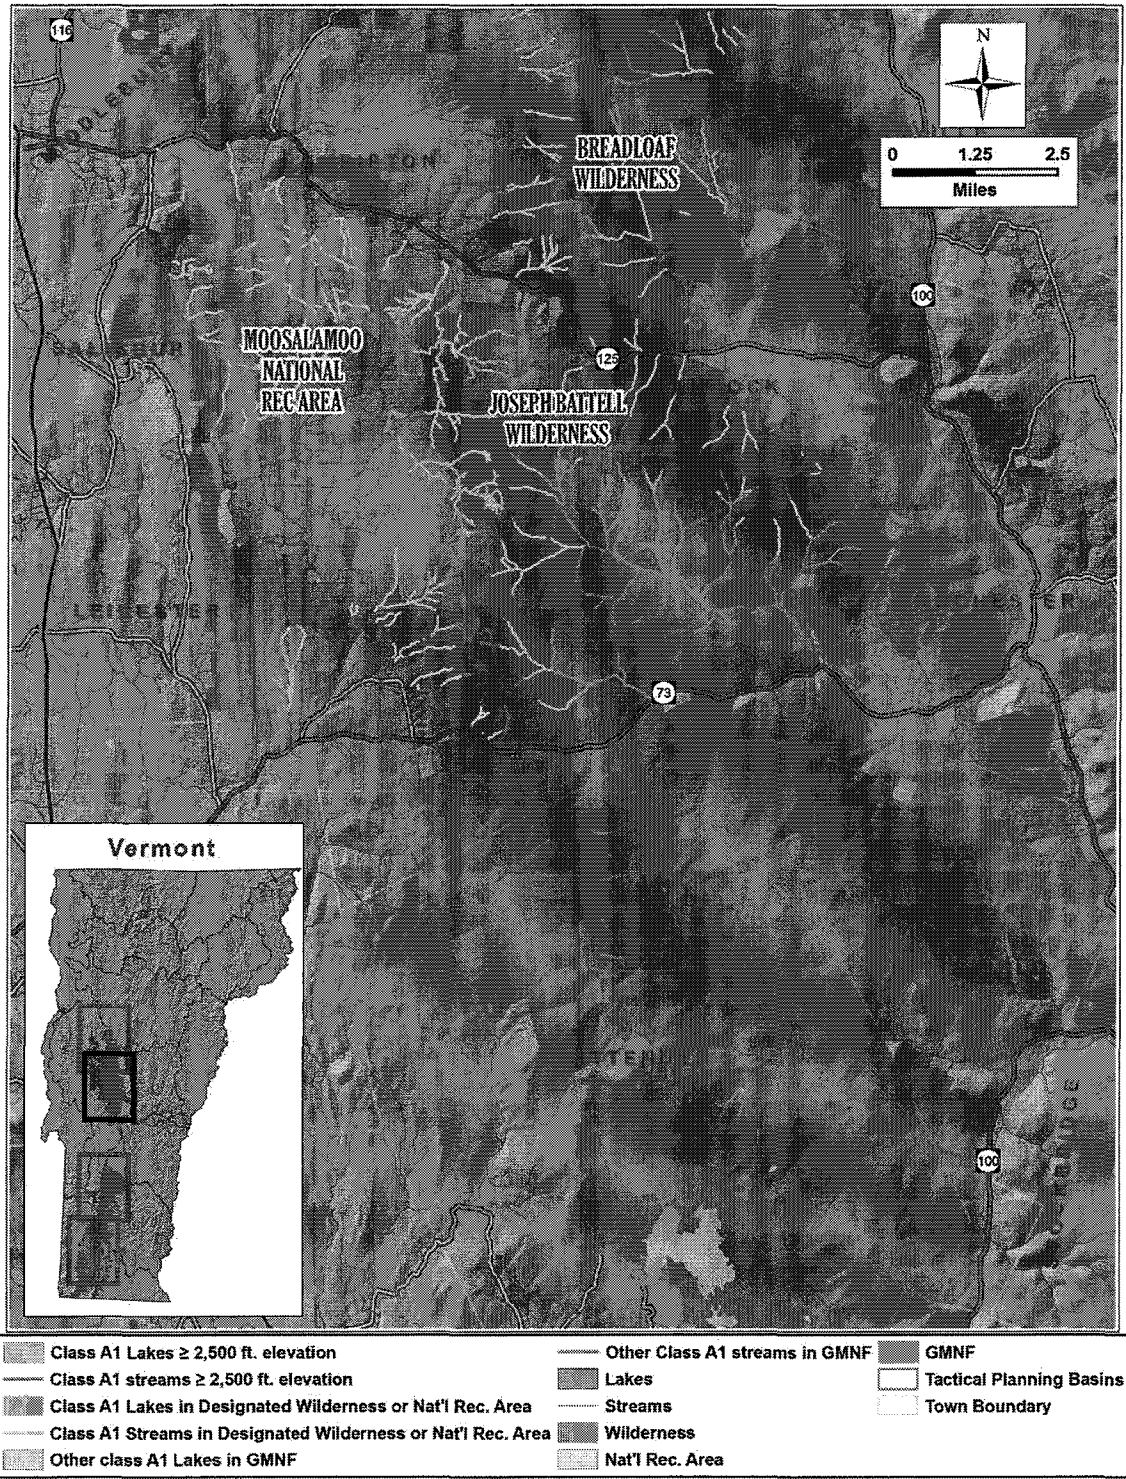 116
N
0 1.25 2.5
Miles
BREADLOAF
WILDERNESS
100
MOOSALAMOO
NATIONAL
REC AREA
125
JOSEPH BATTELL
WILDERNESS
LEICESTER
73
Vermont
100
Class A1 Lakes ≥ 2,500 ft. elevation
Class A1 streams ≥ 2,500 ft. elevation
Class A1 Lakes in Designated Wilderness or Nat'l Rec. Area
Class A1 Streams in Designated Wilderness or Nat'l Rec. Area
Other class A1 Lakes in GMNF
Other Class A1 streams in GMNF
Lakes
Streams
Wilderness
Nat'l Rec. Area
GMNF
Tactical Planning Basins
Town Boundary